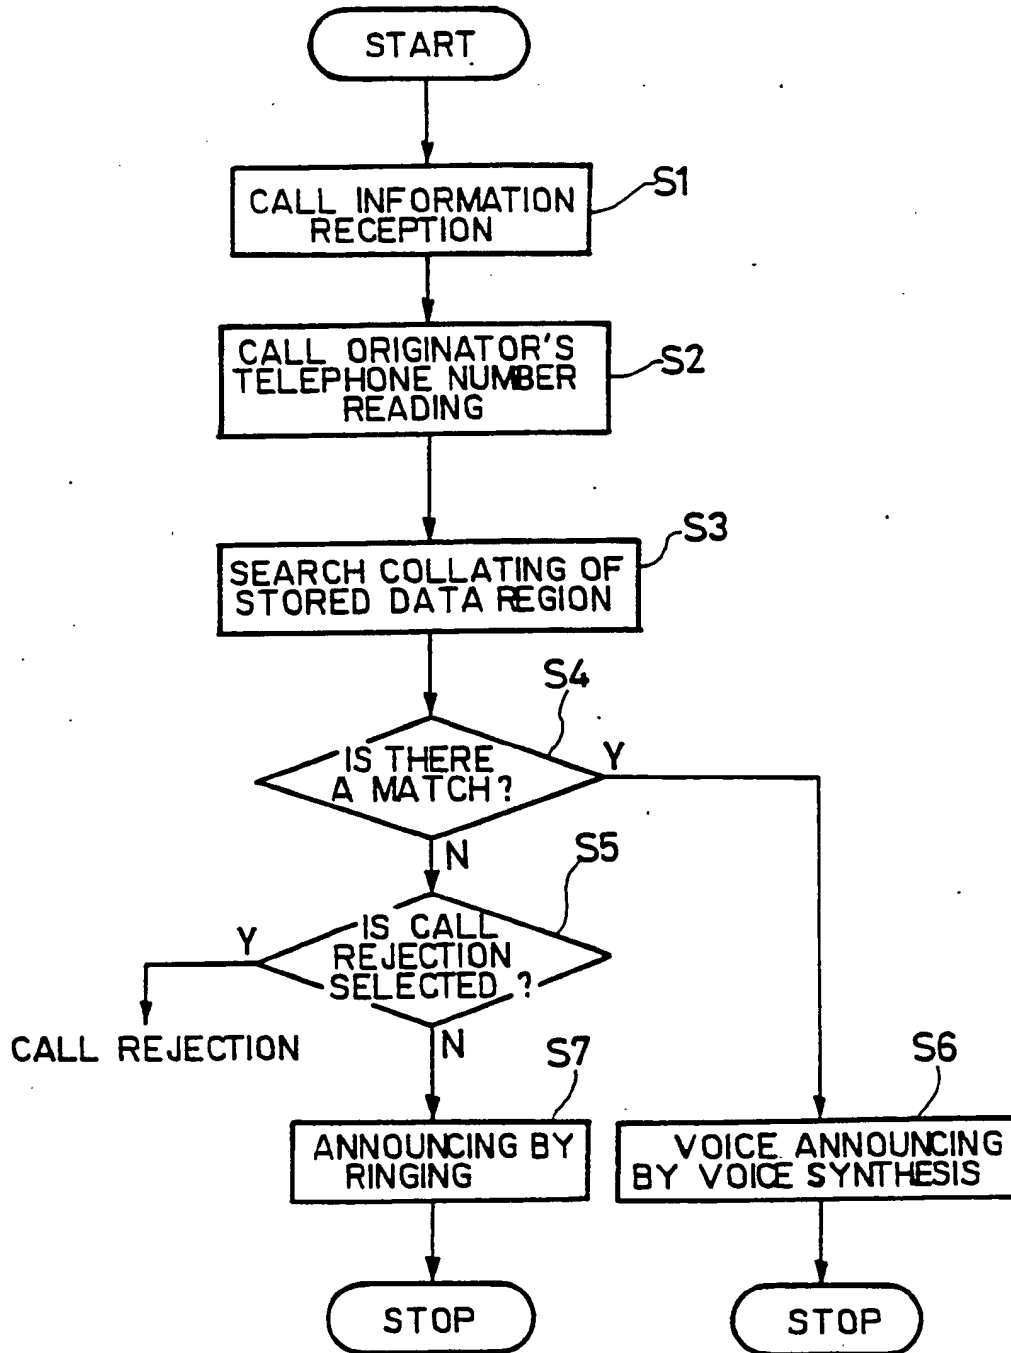 START
CALL INFORMATION
RECEPTION
S1
CALL ORIGINATOR'S
TELEPHONE NUMBER
READING
S2
SEARCH COLLATING OF
STORED DATA REGION
S3
S4
IS THERE
A MATCH?
Y
N
S5
IS CALL
REJECTION
SELECTED ?
Y
CALL REJECTION
N
S7
ANNOUNCING BY
RINGING
S6
VOICE ANNOUNCING
BY VOICE SYNTHESIS
STOP
STOP